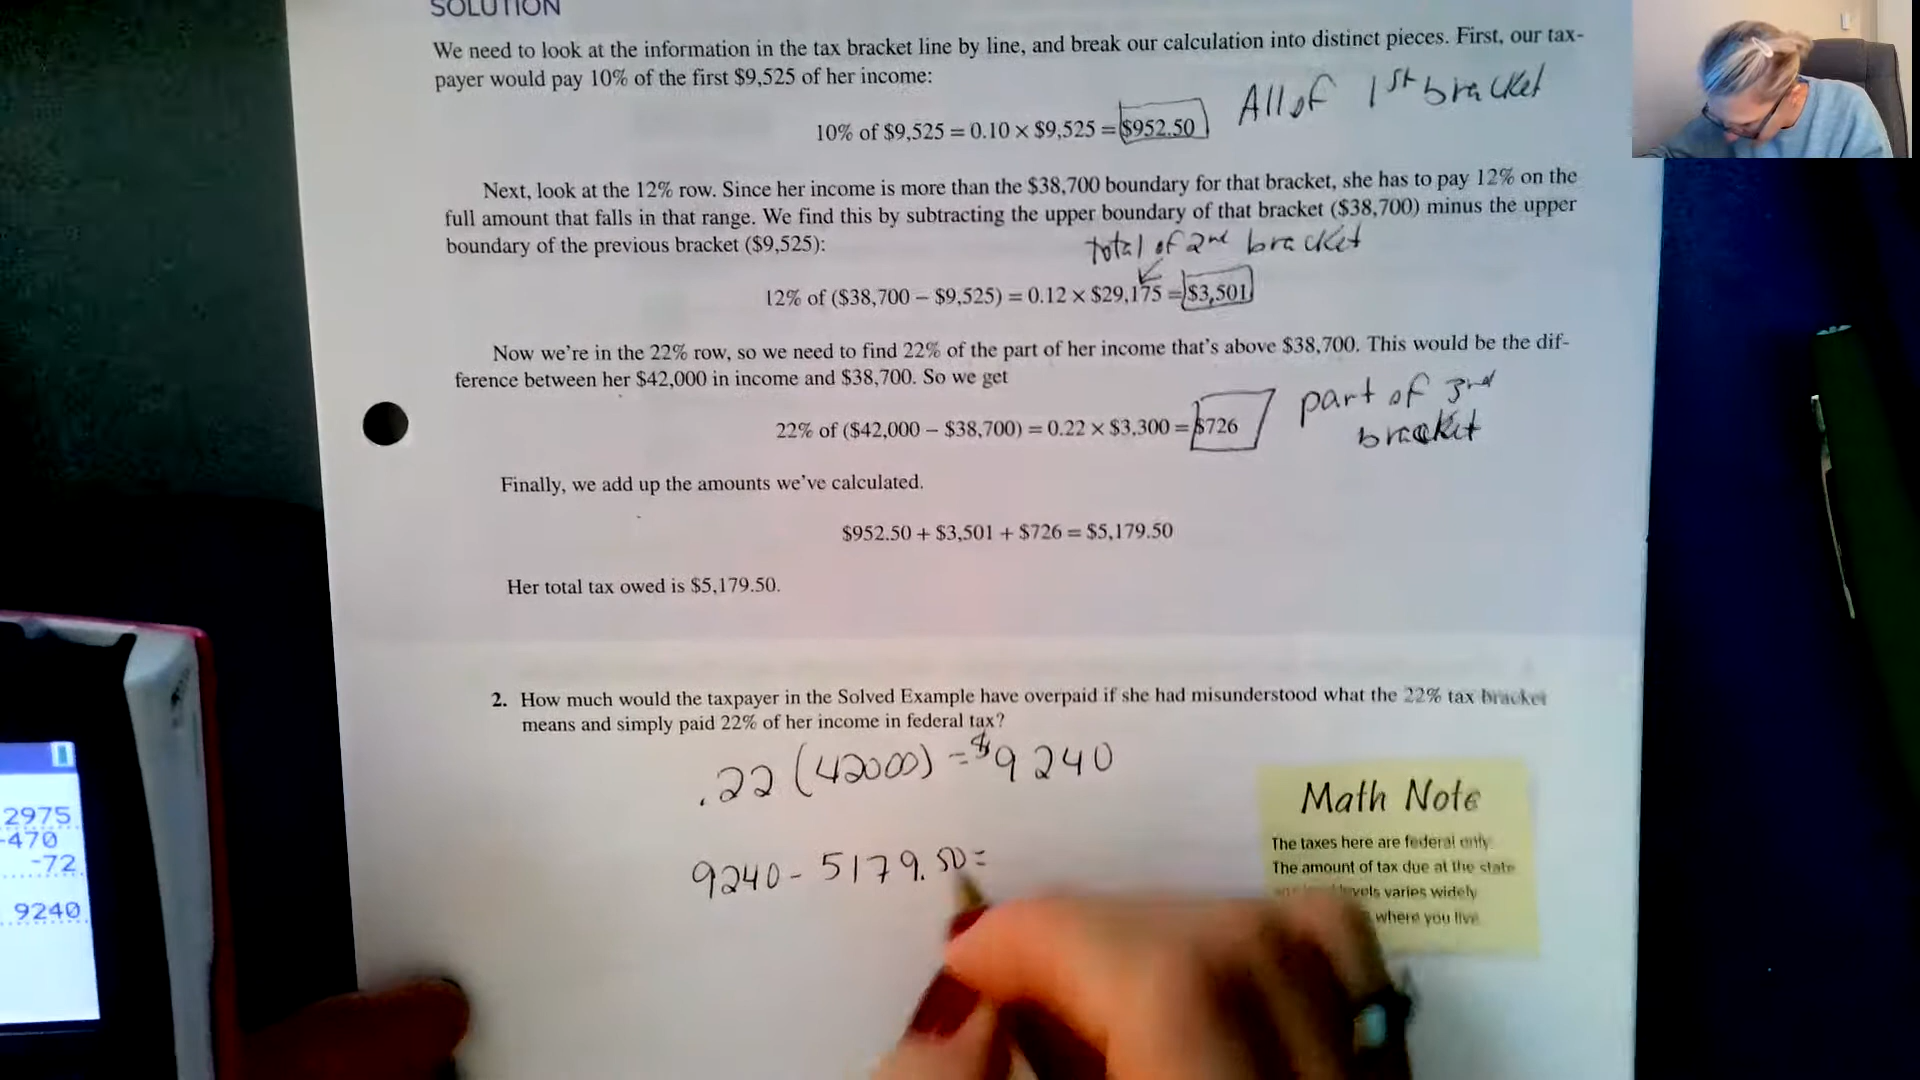 SOLUTION
We need to look at the information in the tax bracket line by line, and break our calculation into distinct pieces. First, our tax-
payer would pay 10% of the first $9,525 of her income:
All of 1st bracket
10% of $9,525 = 0.10 × $9,525 = $952.50
Next, look at the 12% row. Since her income is more than the $38,700 boundary for that bracket, she has to pay 12% on the
full amount that falls in that range. We find this by subtracting the upper boundary of that bracket ($38,700) minus the upper
boundary of the previous bracket ($9,525):
total of 2nd bracket
12% of ($38,700 – $9,525) = 0.12 × $29,175 = $3,501
Now we're in the 22% row, so we need to find 22% of the part of her income that's above $38,700. This would be the dif-
ference between her $42,000 in income and $38,700. So we get
22% of ($42,000 – $38,700) = 0.22 × $3,300 = $726
part of 3rd
bracket
Finally, we add up the amounts we've calculated.
$952.50 + $3,501 + $726 = $5,179.50
Her total tax owed is $5,179.50.
2. How much would the taxpayer in the Solved Example have overpaid if she had misunderstood what the 22% tax bracket
means and simply paid 22% of her income in federal tax?
.22 (42000) = $9240
9240 - 5179.50 =
Math Note
The taxes here are federal only.
The amount of tax due at the state
levels varies widely
where you live.
2975
-470
-72
9240